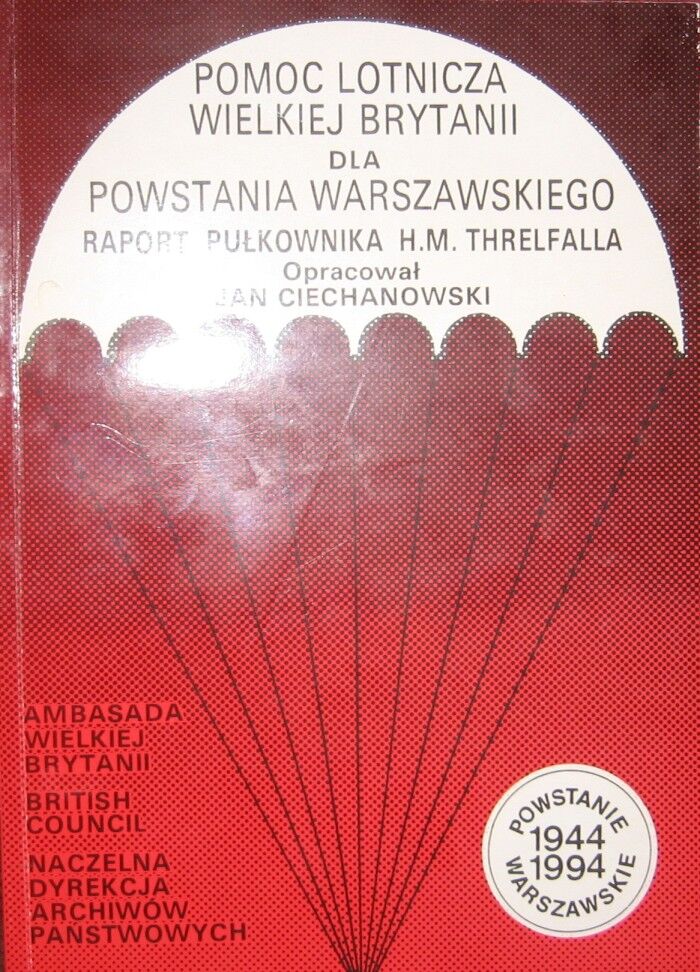 POMOC LOTNICZA
WIELKIEJ BRYTANII
DLA
POWSTANIA WARSZAWSKIEGO
RAPORT PUŁKOWNIKA H.M. THRELFALLA
Opracował
JAN CIECHANOWSKI
AMBASADA
WIELKIEJ
BRYTANII
BRITISH
COUNCIL
NACZELNA
DYREKCJA
ARCHIWÓW
PAŃSTWOWYCH
POWSTANIE
1944
1994
WARSZAWSKIE